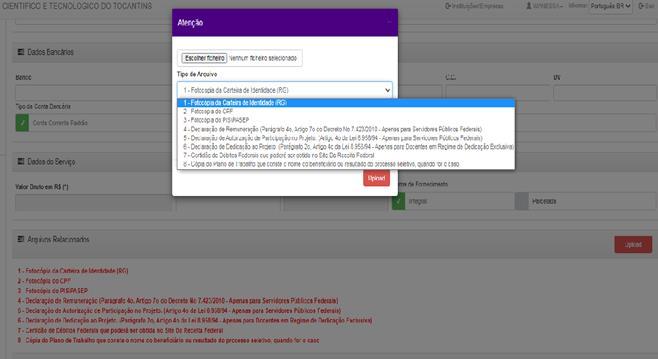 CIENTIFICO E TECNOLOGICO DO TOCANTINS
Instituições/Empresas
WANESSA
Idioma:
Português BR
Sair
Atenção
Escolher ficheiro Nenhum ficheiro selecionado
Tipo de Arquivo
1 - Fotocópia da Carteira de Identidade (RG)
1 - Fotocópia da Carteira de Identidade (RG)
2 - Fotocópia do CPF
3 - Fotocópia do PIS/PASEP
4 - Declaração de Remuneração (Parágrafo 4o, Artigo 7o do Decreto No 7.423/2010 - Apenas para Servidores Públicos Federais)
5 - Declaração de Autorização de Participação no Projeto. (Artigo 4o da Lei 8.958/94 - Apenas para Servidores Públicos Federais)
6 - Declaração de Dedicação ao Projeto (Parágrafo 2o, Artigo 4o da Lei 8.958/94 - Apenas para Docentes em Regime de Dedicação Exclusiva)
7 - Certidão de Débitos Federais que poderá ser obtida no Site Da Receita Federal
8 - Cópia do Plano de Trabalho que conste o nome do beneficiário ou resultado do processo seletivo, quando for o caso
Upload
Dados Bancários
Banco
DV
Tipo da Conta Bancária
Conta Corrente Padrão
Dados do Serviço
Valor Bruto em R$ (*)
de Fornecimento
Integral
Parcelada
Arquivos Relacionados
Upload
1 - Fotocópia da Carteira de Identidade (RG)
2 - Fotocópia do CPF
3 - Fotocópia do PIS/PASEP
4 - Declaração de Remuneração (Parágrafo 4o, Artigo 7o do Decreto No 7.423/2010 - Apenas para Servidores Públicos Federais)
5 - Declaração de Autorização de Participação no Projeto. (Artigo 4o da Lei 8.958/94 - Apenas para Servidores Públicos Federais)
6 - Declaração de Dedicação ao Projeto. (Parágrafo 2o, Artigo 4o da Lei 8.958/94 - Apenas para Docentes em Regime de Dedicação Exclusiva)
7 - Certidão de Débitos Federais que poderá ser obtida no Site Da Receita Federal
8 - Cópia do Plano de Trabalho que conste o nome do beneficiário ou resultado do processo seletivo, quando for o caso